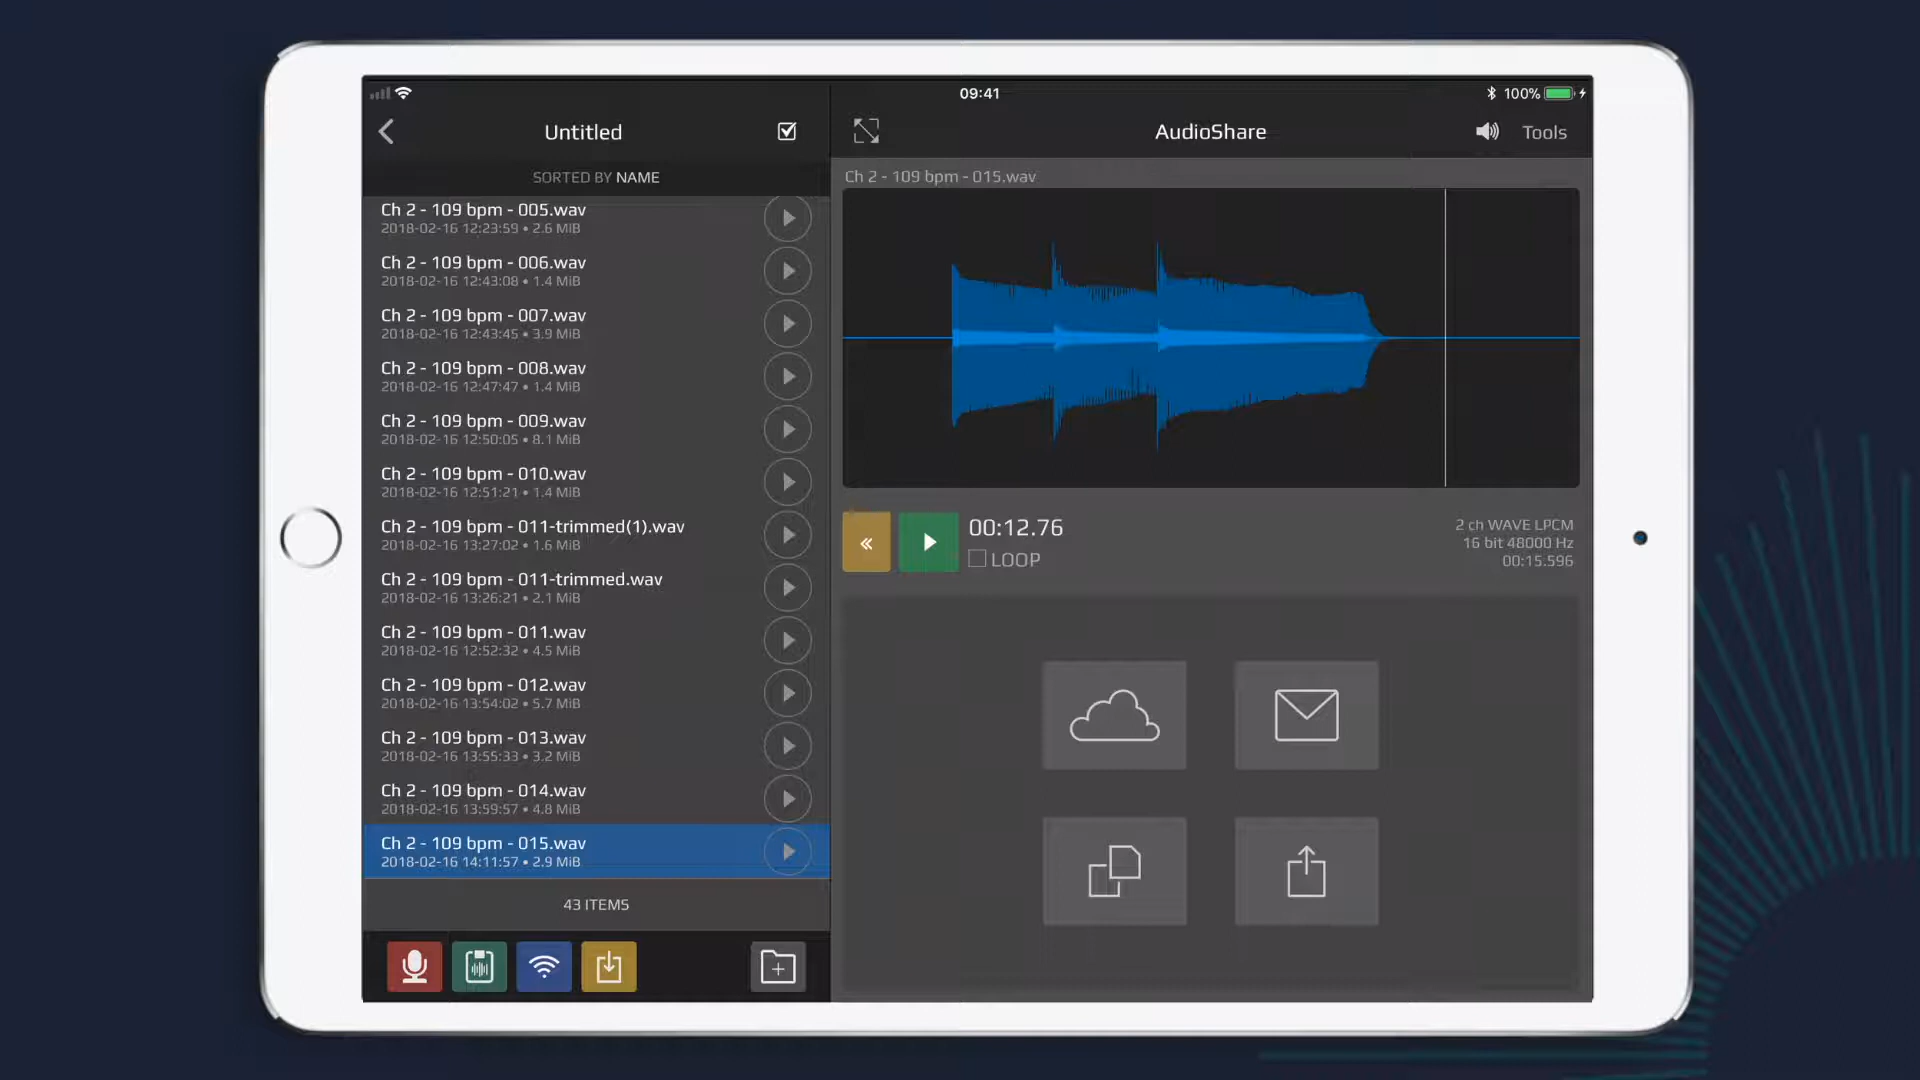 09:41
100%
Untitled
AudioShare
Tools
SORTED BY NAME
Ch 2 - 109 bpm - 005.wav
2018-02-16 12:23:59 • 2.6 MiB
Ch 2 - 109 bpm - 006.wav
2018-02-16 12:43:08 • 1.4 MiB
Ch 2 - 109 bpm - 007.wav
2018-02-16 12:43:45 • 3.9 MiB
Ch 2 - 109 bpm - 008.wav
2018-02-16 12:47:47 • 1.4 MiB
Ch 2 - 109 bpm - 009.wav
2018-02-16 12:50:05 • 8.1 MiB
Ch 2 - 109 bpm - 010.wav
2018-02-16 12:51:21 • 1.4 MiB
Ch 2 - 109 bpm - 011-trimmed(1).wav
2018-02-16 13:27:02 • 1.6 MiB
Ch 2 - 109 bpm - 011-trimmed.wav
2018-02-16 13:26:21 • 2.1 MiB
Ch 2 - 109 bpm - 011.wav
2018-02-16 12:52:32 • 4.5 MiB
Ch 2 - 109 bpm - 012.wav
2018-02-16 13:54:02 • 5.7 MiB
Ch 2 - 109 bpm - 013.wav
2018-02-16 13:55:33 • 3.2 MiB
Ch 2 - 109 bpm - 014.wav
2018-02-16 13:59:57 • 4.8 MiB
Ch 2 - 109 bpm - 015.wav
2018-02-16 14:11:57 • 2.9 MiB
43 ITEMS
Ch 2 - 109 bpm - 015.wav
00:12.76
LOOP
2 ch WAVE LPCM
16 bit 48000 Hz
00:15.596